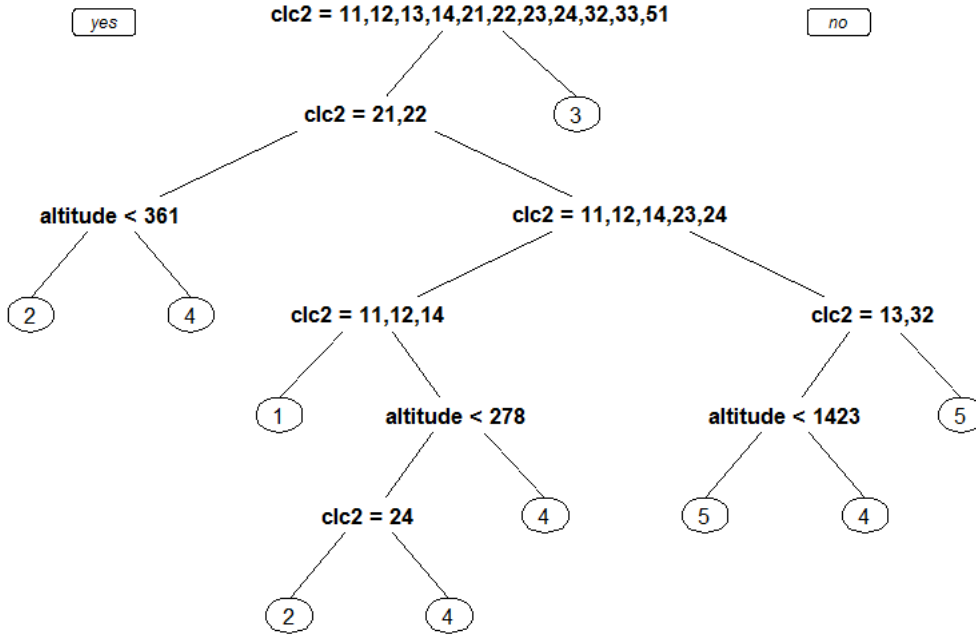 yes
clc2 = 11,12,13,14,21,22,23,24,32,33,51
no
clc2 = 21,22
3
altitude < 361
clc2 = 11,12,14,23,24
2
4
clc2 = 11,12,14
clc2 = 13,32
1
altitude < 278
altitude < 1423
5
clc2 = 24
4
5
4
2
4